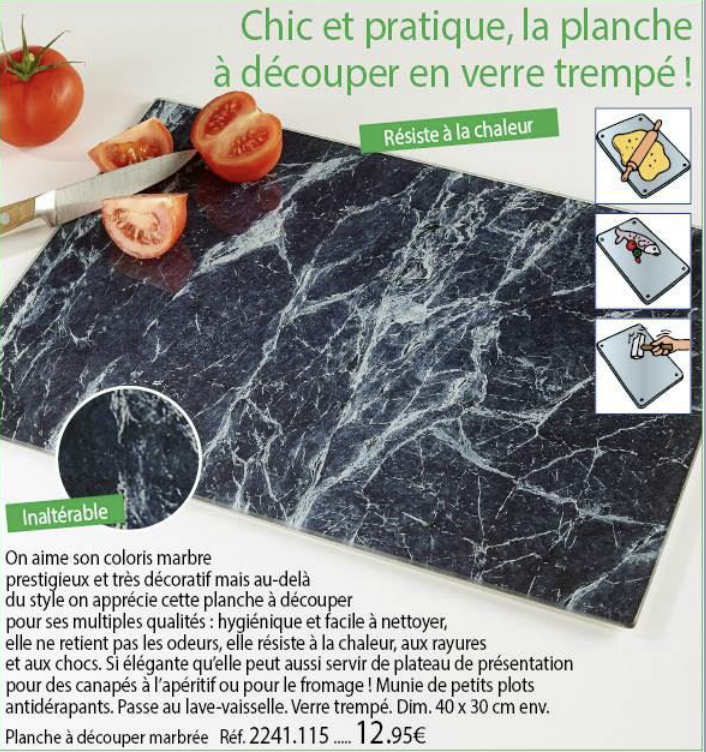 Chic et pratique, la planche
à découper en verre trempé !
Résiste à la chaleur
Inaltérable
On aime son coloris marbre
prestigieux et très décoratif mais au-delà
du style on apprécie cette planche à découper
pour ses multiples qualités : hygiénique et facile à nettoyer,
elle ne retient pas les odeurs, elle résiste à la chaleur, aux rayures
et aux chocs. Si élégante qu'elle peut aussi servir de plateau de présentation
pour des canapés à l'apéritif ou pour le fromage ! Munie de petits plots
antidérapants. Passe au lave-vaisselle. Verre trempé. Dim. 40 x 30 cm env.
Planche à découper marbrée Réf. 2241.115 ..... 12.95€